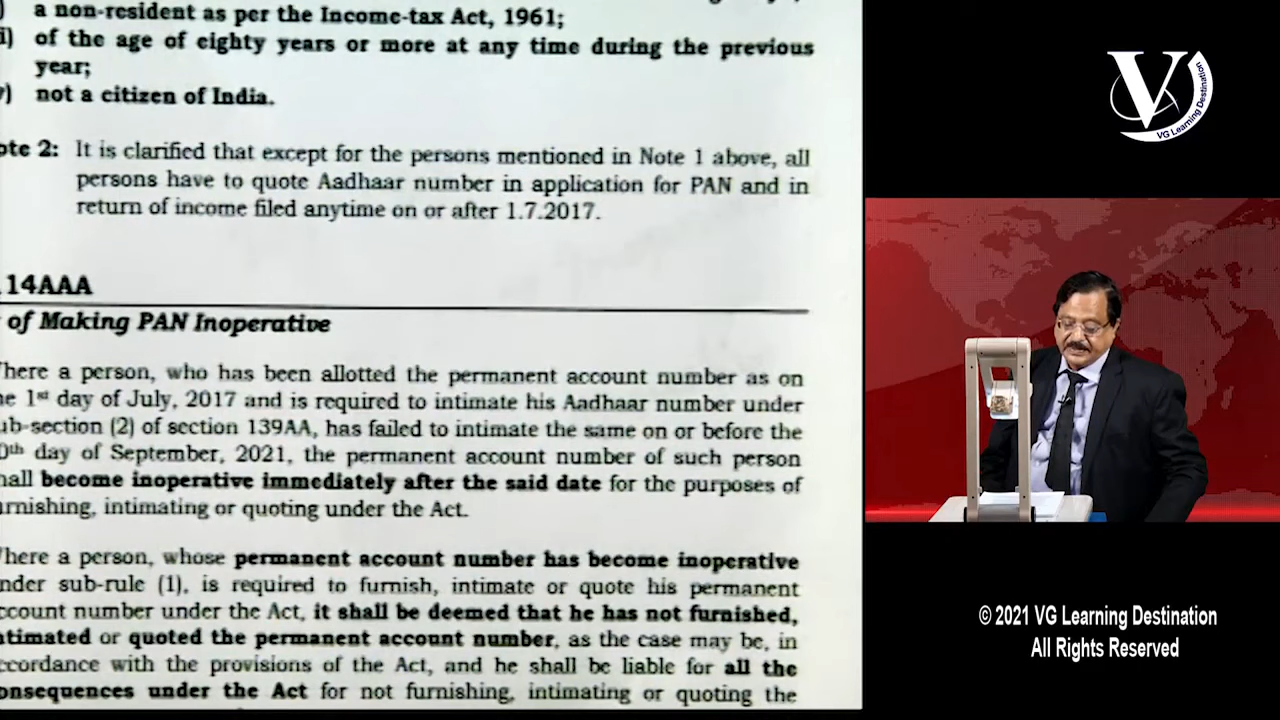 ) a non-resident as per the Income-tax Act, 1961;
i) of the age of eighty years or more at any time during the previous
year;
) not a citizen of India.
ote 2: It is clarified that except for the persons mentioned in Note 1 above, all
persons have to quote Aadhaar number in application for PAN and in
return of income filed anytime on or after 1.7.2017.
14AAA
of Making PAN Inoperative
here a person, who has been allotted the permanent account number as on
he 1st day of July, 2017 and is required to intimate his Aadhaar number under
ub-section (2) of section 139AA, has failed to intimate the same on or before the
0th day of September, 2021, the permanent account number of such person
hall become inoperative immediately after the said date for the purposes of
urnishing, intimating or quoting under the Act.
here a person, whose permanent account number has become inoperative
nder sub-rule (1), is required to furnish, intimate or quote his permanent
ccount number under the Act, it shall be deemed that he has not furnished,
ntimated or quoted the permanent account number, as the case may be, in
ccordance with the provisions of the Act, and he shall be liable for all the
onsequences under the Act for not furnishing, intimating or quoting the
V
VG Learning Destination
© 2021 VG Learning Destination
All Rights Reserved